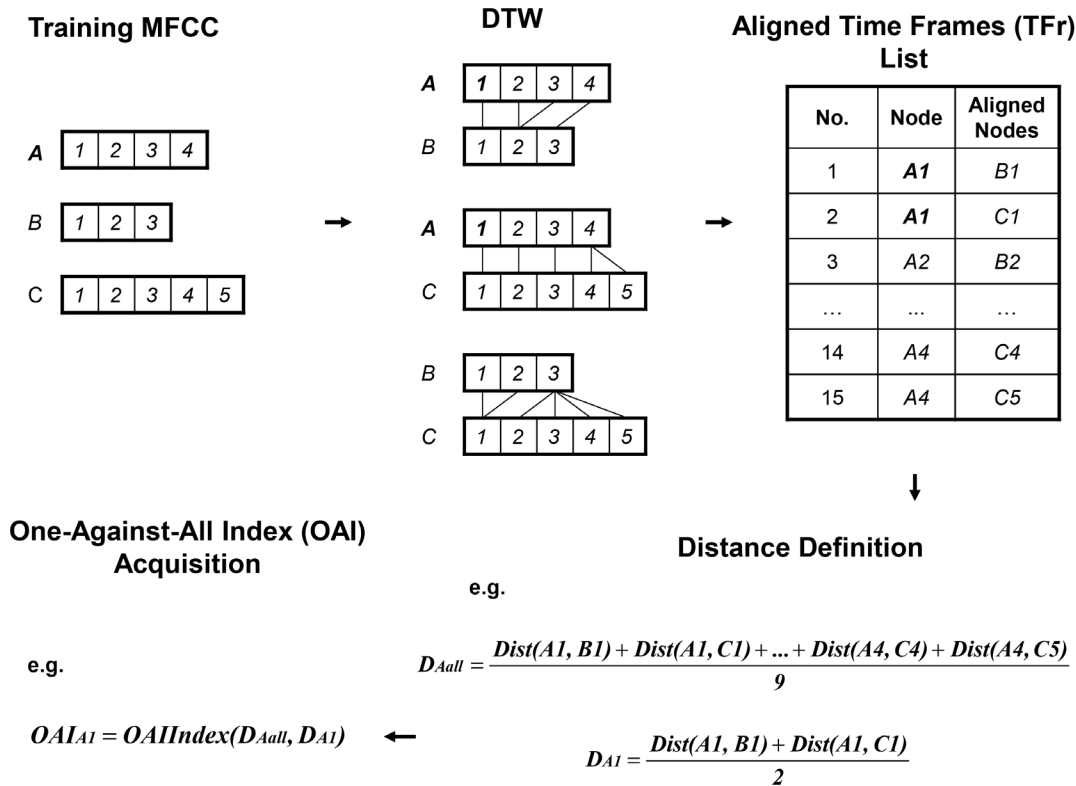 Training MFCC
A 1 2 3 4
B 1 2 3
C 1 2 3 4 5
DTW
A 1 2 3 4
B 1 2 3
A 1 2 3 4
C 1 2 3 4 5
B 1 2 3
C 1 2 3 4 5
Aligned Time Frames (TFr)
List
No. Node Aligned Nodes
1 A1 B1
2 A1 C1
3 A2 B2
... ... ...
14 A4 C4
15 A4 C5
Distance Definition
e.g.
DAall = Dist(A1, B1) + Dist(A1, C1) + ... + Dist(A4, C4) + Dist(A4, C5)
9
DA1 = Dist(A1, B1) + Dist(A1, C1)
2
One-Against-All Index (OAI)
Acquisition
e.g.
OAIA1 = OAIIndex(DAall, DA1)